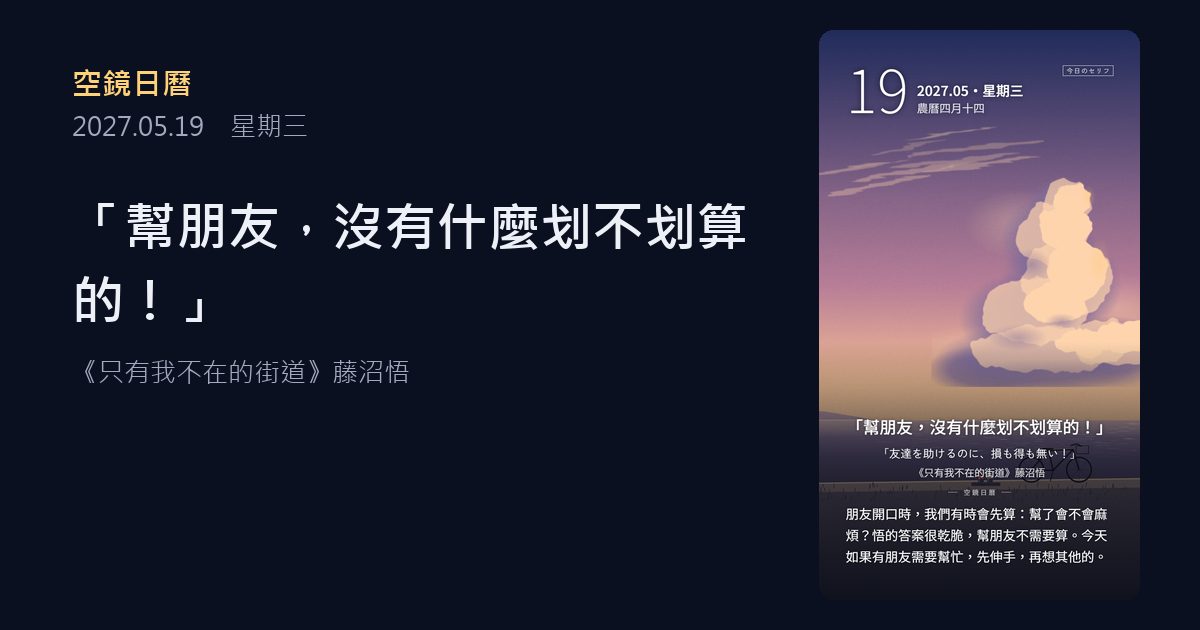 空鏡日曆
2027.05.19 星期三
「幫朋友，沒有什麼划不划算
的！」
《只有我不在的街道》藤沼悟
19
2027.05・星期三
農曆四月十四
今日のセリフ
「幫朋友，沒有什麼划不划算的！」
「友達を助けるのに、損も得も無い！」
《只有我不在的街道》藤沼悟
空鏡日曆
朋友開口時，我們有時會先算：幫了會不會麻
煩？悟的答案很乾脆，幫朋友不需要算。今天
如果有朋友需要幫忙，先伸手，再想其他的。